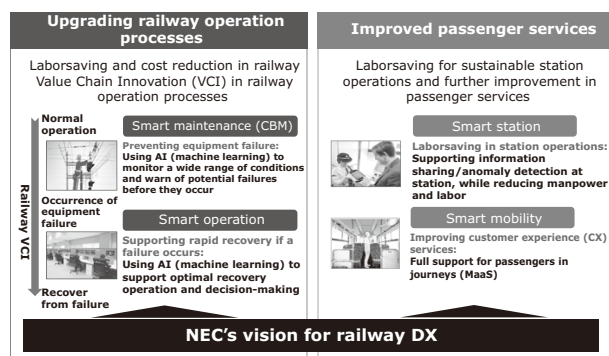 Upgrading railway operation
processes
Laborsaving and cost reduction in railway
Value Chain Innovation (VCI) in railway
operation processes
Railway VCI
Normal
operation
Smart maintenance (CBM)
Preventing equipment failure:
Using AI (machine learning) to
monitor a wide range of conditions
and warn of potential failures
before they occur
Occurrence of
equipment
failure
Smart operation
Supporting rapid recovery if a
failure occurs:
Using AI (machine learning) to
support optimal recovery
operation and decision-making
Recover
from failure
Improved passenger services
Laborsaving for sustainable station
operations and further improvement in
passenger services
Smart station
Laborsaving in station operations:
Supporting information
sharing/anomaly detection at
station, while reducing manpower
and labor
Smart mobility
Improving customer experience (CX)
services:
Full support for passengers in
journeys (MaaS)
NEC’s vision for railway DX